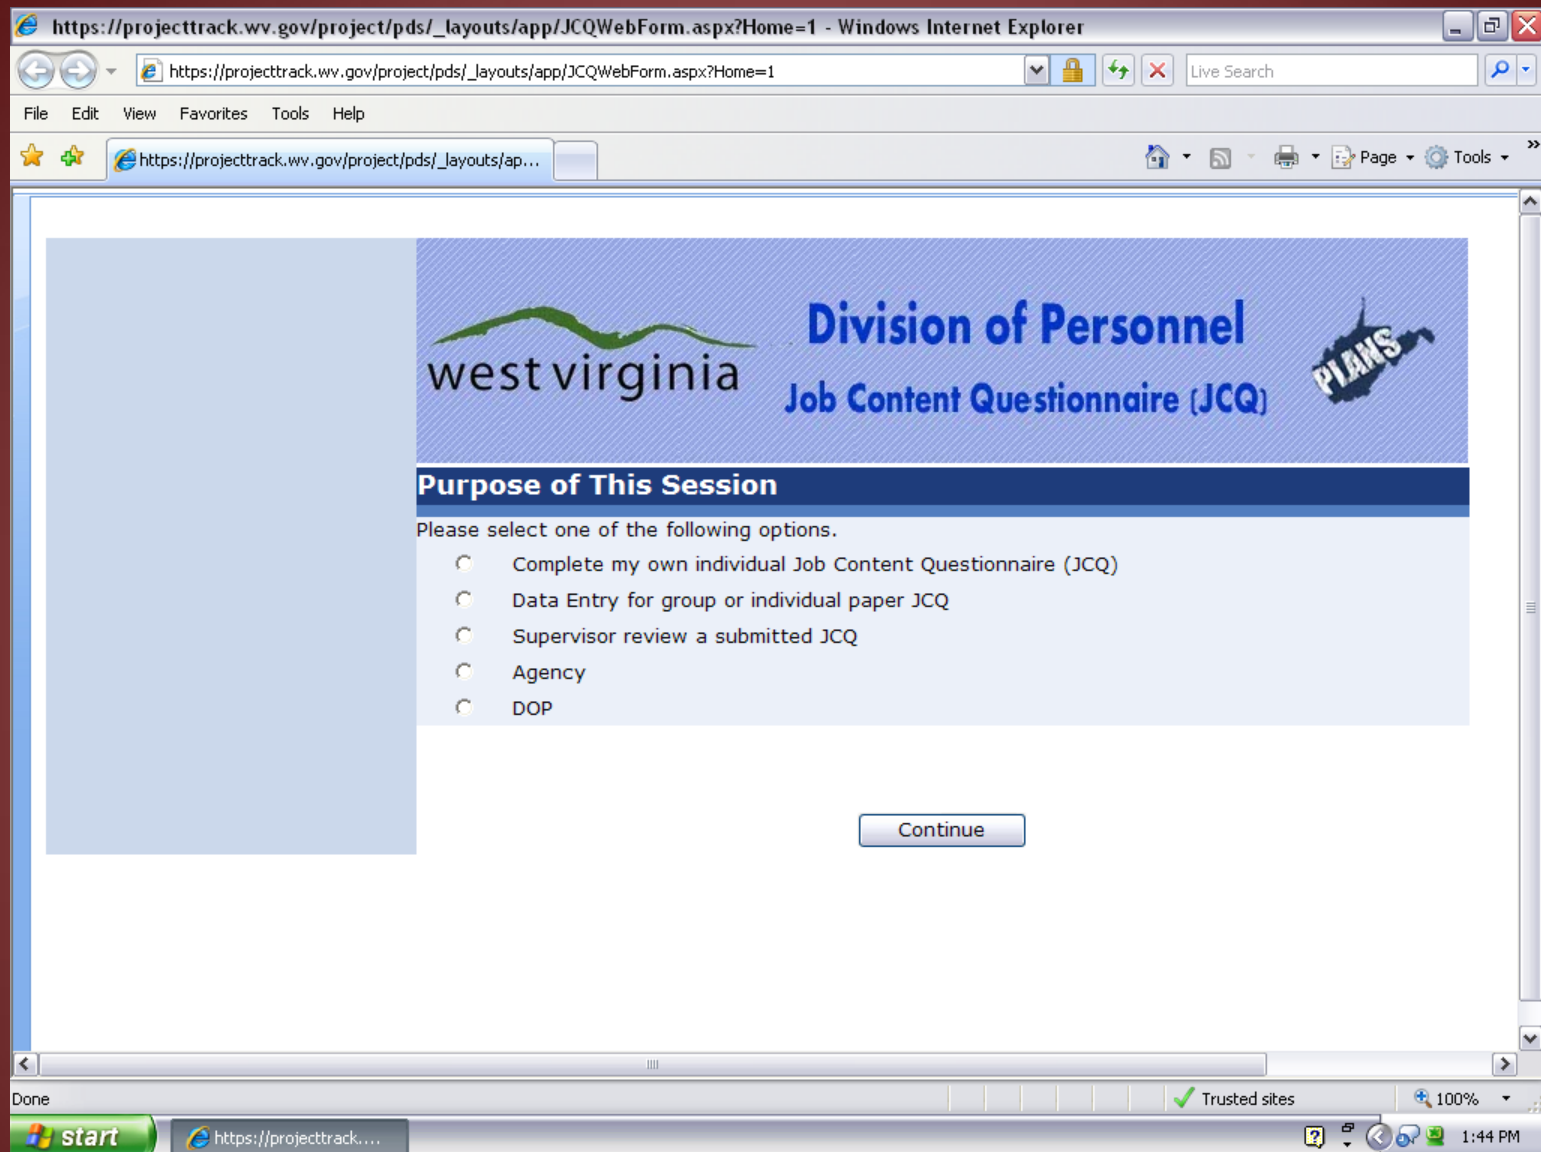 https://projecttrack.wv.gov/project/pds/_layouts/app/JCQWebForm.aspx?Home=1 - Windows Internet Explorer
https://projecttrack.wv.gov/project/pds/_layouts/app/JCQWebForm.aspx?Home=1
Live Search
File Edit View Favorites Tools Help
https://projecttrack.wv.gov/project/pds/_layouts/ap...
Page Tools »
west virginia
Division of Personnel
Job Content Questionnaire (JCQ)
PLANS
Purpose of This Session
Please select one of the following options.
Complete my own individual Job Content Questionnaire (JCQ)
Data Entry for group or individual paper JCQ
Supervisor review a submitted JCQ
Agency
DOP
Continue
Done
Trusted sites
100%
start
https://projecttrack....
1:44 PM